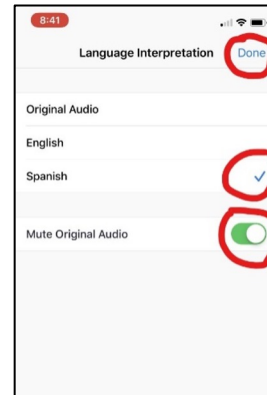 8:41
Language Interpretation Done
Original Audio
English
Spanish
Mute Original Audio